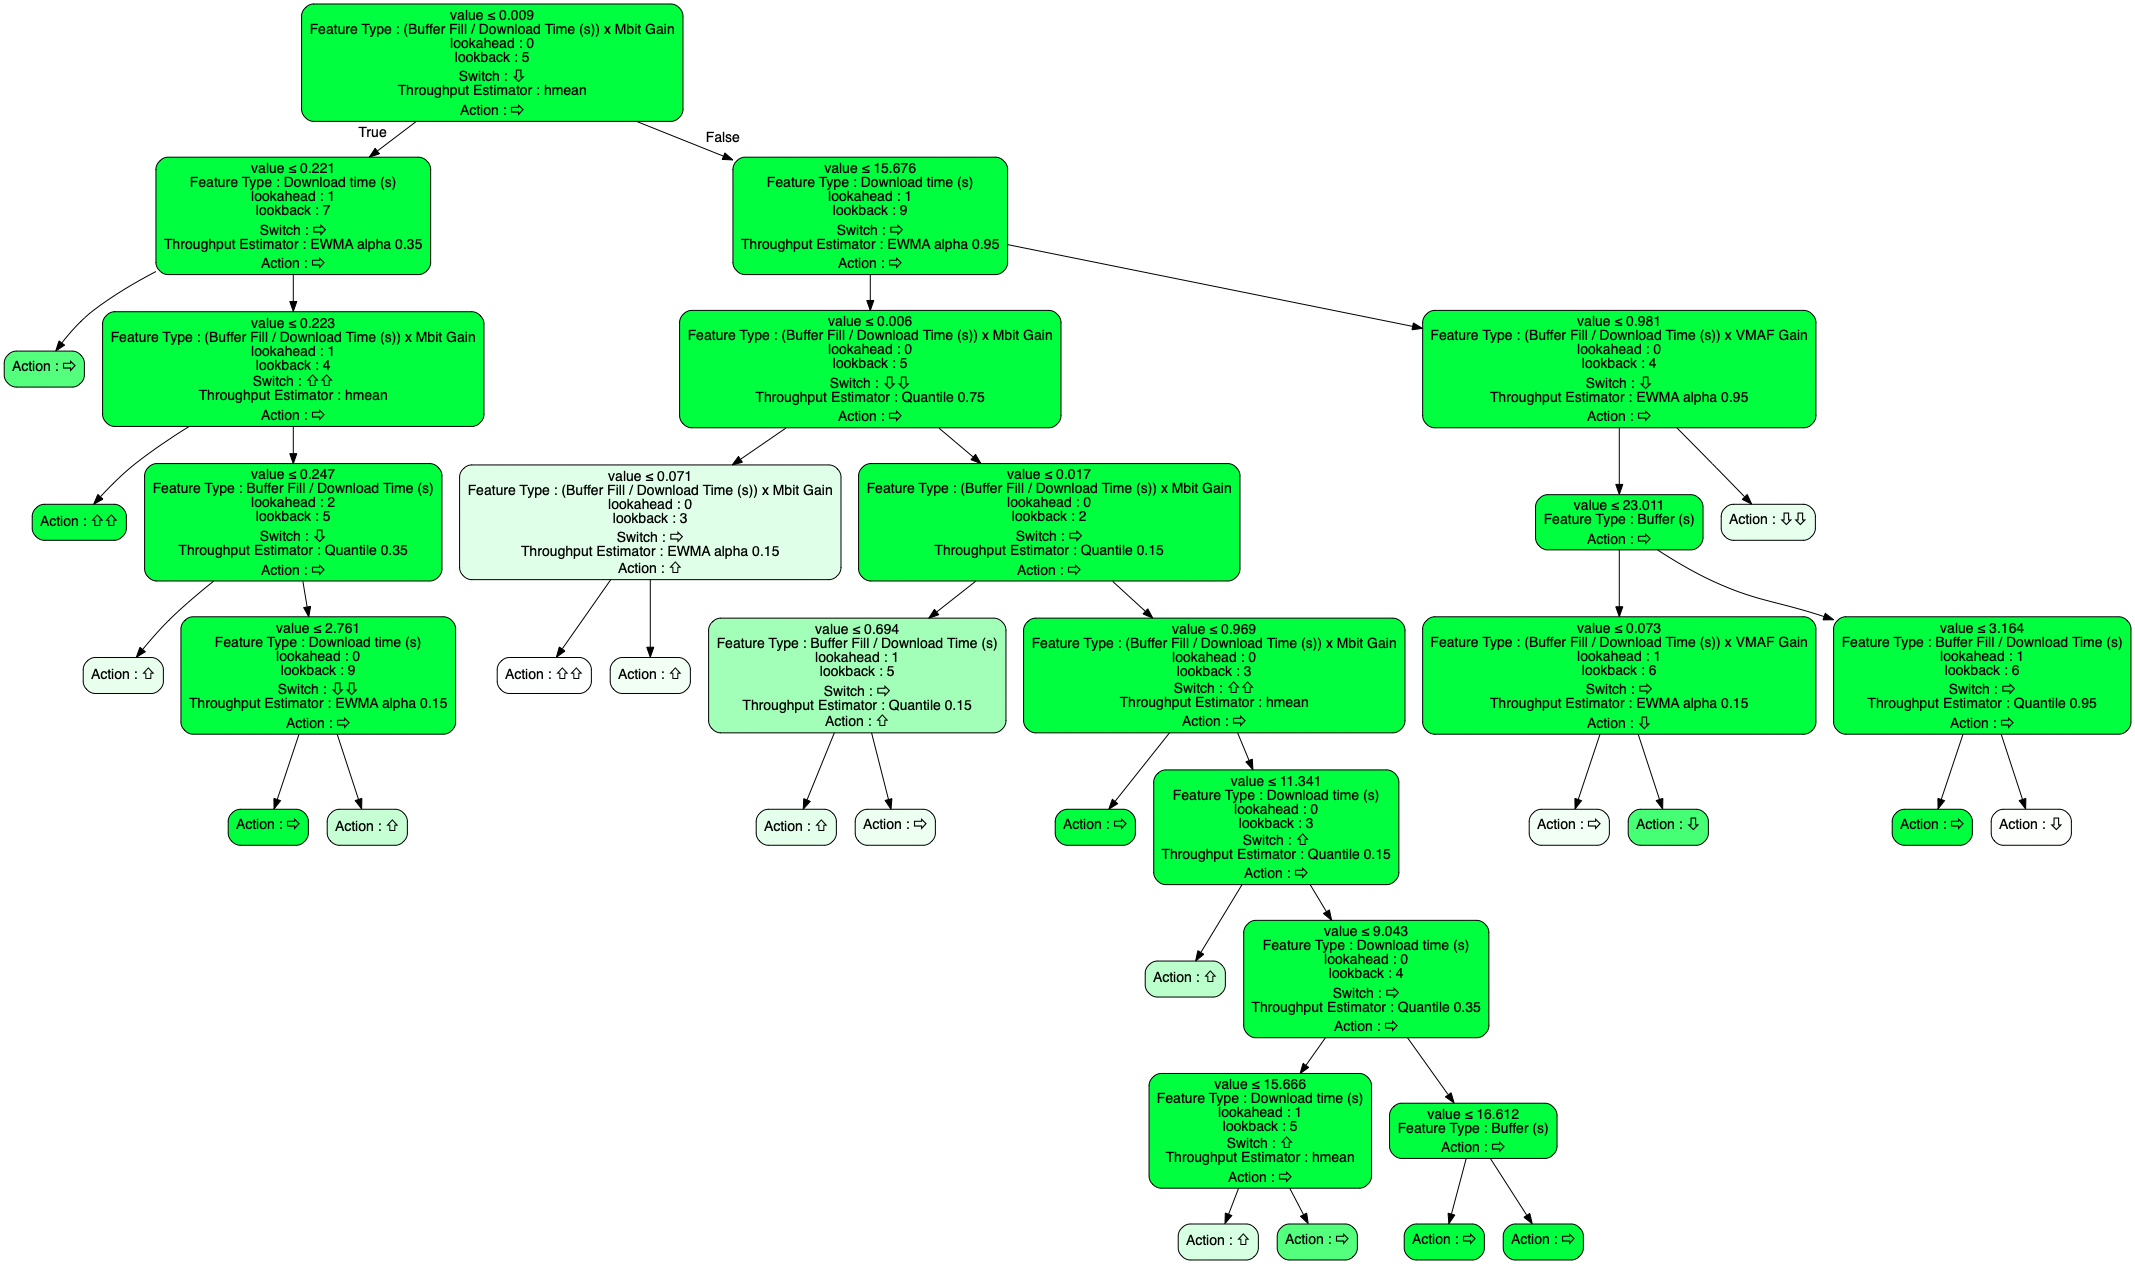 value ≤ 0.009
Feature Type : (Buffer Fill / Download Time (s)) x Mbit Gain
lookahead : 0
lookback : 5
Switch : ⇩
Throughput Estimator : hmean
Action : ⇨
True
False
value ≤ 0.221
Feature Type : Download time (s)
lookahead : 1
lookback : 7
Switch : ⇨
Throughput Estimator : EWMA alpha 0.35
Action : ⇨
value ≤ 15.676
Feature Type : Download time (s)
lookahead : 1
lookback : 9
Switch : ⇨
Throughput Estimator : EWMA alpha 0.95
Action : ⇨
Action : ⇨
value ≤ 0.223
Feature Type : (Buffer Fill / Download Time (s)) x Mbit Gain
lookahead : 1
lookback : 4
Switch : ⇧⇧
Throughput Estimator : hmean
Action : ⇨
value ≤ 0.006
Feature Type : (Buffer Fill / Download Time (s)) x Mbit Gain
lookahead : 0
lookback : 5
Switch : ⇩⇩
Throughput Estimator : Quantile 0.75
Action : ⇨
value ≤ 0.981
Feature Type : (Buffer Fill / Download Time (s)) x VMAF Gain
lookahead : 0
lookback : 4
Switch : ⇩
Throughput Estimator : EWMA alpha 0.95
Action : ⇨
Action : ⇧⇧
value ≤ 0.247
Feature Type : Buffer Fill / Download Time (s)
lookahead : 2
lookback : 5
Switch : ⇩
Throughput Estimator : Quantile 0.35
Action : ⇨
value ≤ 0.071
Feature Type : (Buffer Fill / Download Time (s)) x Mbit Gain
lookahead : 0
lookback : 3
Switch : ⇨
Throughput Estimator : EWMA alpha 0.15
Action : ⇧
value ≤ 0.017
Feature Type : (Buffer Fill / Download Time (s)) x Mbit Gain
lookahead : 0
lookback : 2
Switch : ⇨
Throughput Estimator : Quantile 0.15
Action : ⇨
value ≤ 23.011
Feature Type : Buffer (s)
Action : ⇨
Action : ⇩⇩
Action : ⇧
value ≤ 2.761
Feature Type : Download time (s)
lookahead : 0
lookback : 9
Switch : ⇩⇩
Throughput Estimator : EWMA alpha 0.15
Action : ⇨
Action : ⇧⇧
Action : ⇧
value ≤ 0.694
Feature Type : Buffer Fill / Download Time (s)
lookahead : 1
lookback : 5
Switch : ⇨
Throughput Estimator : Quantile 0.15
Action : ⇧
value ≤ 0.969
Feature Type : (Buffer Fill / Download Time (s)) x Mbit Gain
lookahead : 0
lookback : 3
Switch : ⇧⇧
Throughput Estimator : hmean
Action : ⇨
value ≤ 0.073
Feature Type : (Buffer Fill / Download Time (s)) x VMAF Gain
lookahead : 1
lookback : 6
Switch : ⇨
Throughput Estimator : EWMA alpha 0.15
Action : ⇩
value ≤ 3.164
Feature Type : Buffer Fill / Download Time (s)
lookahead : 1
lookback : 6
Switch : ⇨
Throughput Estimator : Quantile 0.95
Action : ⇨
Action : ⇨
Action : ⇧
Action : ⇧
Action : ⇨
Action : ⇨
value ≤ 11.341
Feature Type : Download time (s)
lookahead : 0
lookback : 3
Switch : ⇧
Throughput Estimator : Quantile 0.15
Action : ⇨
Action : ⇨
Action : ⇩
Action : ⇨
Action : ⇩
Action : ⇧
value ≤ 9.043
Feature Type : Download time (s)
lookahead : 0
lookback : 4
Switch : ⇨
Throughput Estimator : Quantile 0.35
Action : ⇨
value ≤ 15.666
Feature Type : Download time (s)
lookahead : 1
lookback : 5
Switch : ⇧
Throughput Estimator : hmean
Action : ⇨
value ≤ 16.612
Feature Type : Buffer (s)
Action : ⇨
Action : ⇧
Action : ⇨
Action : ⇨
Action : ⇨